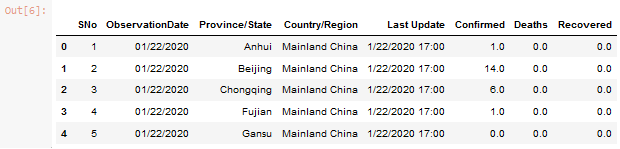 Out[6]:
SNo ObservationDate Province/State Country/Region Last Update Confirmed Deaths Recovered
0 1 01/22/2020 Anhui Mainland China 1/22/2020 17:00 1.0 0.0 0.0
1 2 01/22/2020 Beijing Mainland China 1/22/2020 17:00 14.0 0.0 0.0
2 3 01/22/2020 Chongqing Mainland China 1/22/2020 17:00 6.0 0.0 0.0
3 4 01/22/2020 Fujian Mainland China 1/22/2020 17:00 1.0 0.0 0.0
4 5 01/22/2020 Gansu Mainland China 1/22/2020 17:00 0.0 0.0 0.0